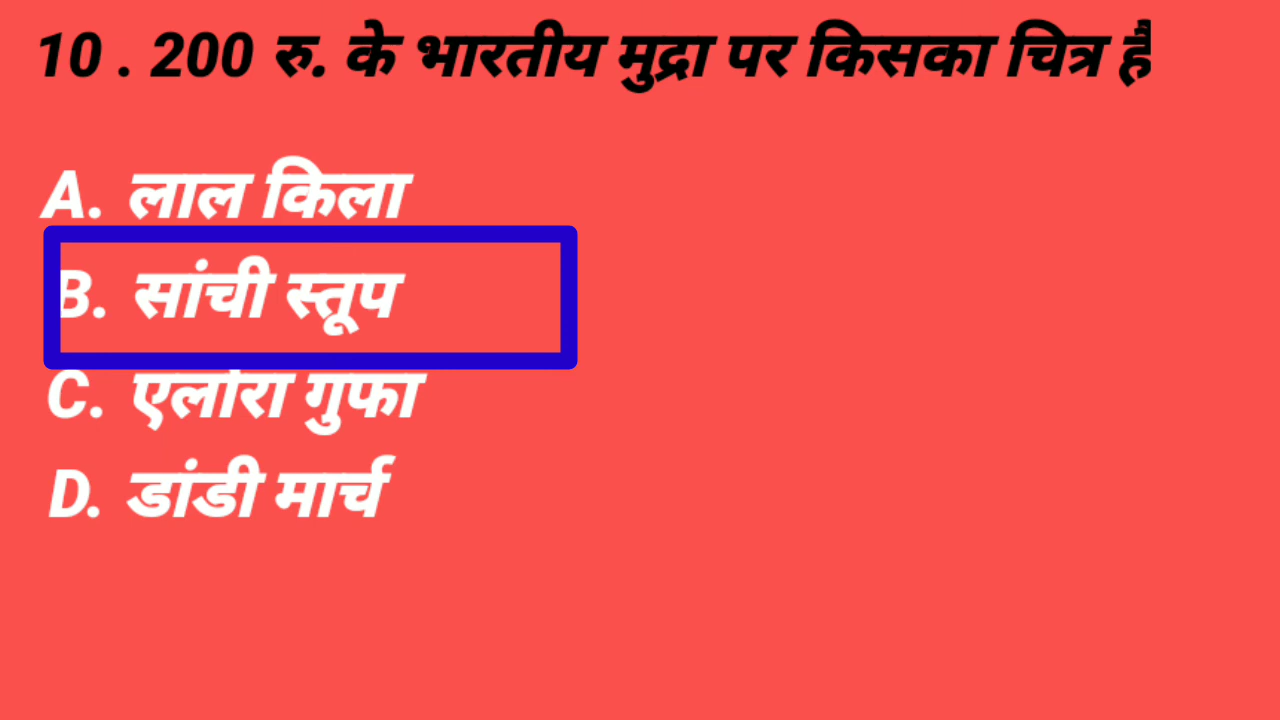 10 . 200 रु. के भारतीय मुद्रा पर किसका चित्र है
A. लाल किला
B. सांची स्तूप
C. एलोरा गुफा
D. डांडी मार्च